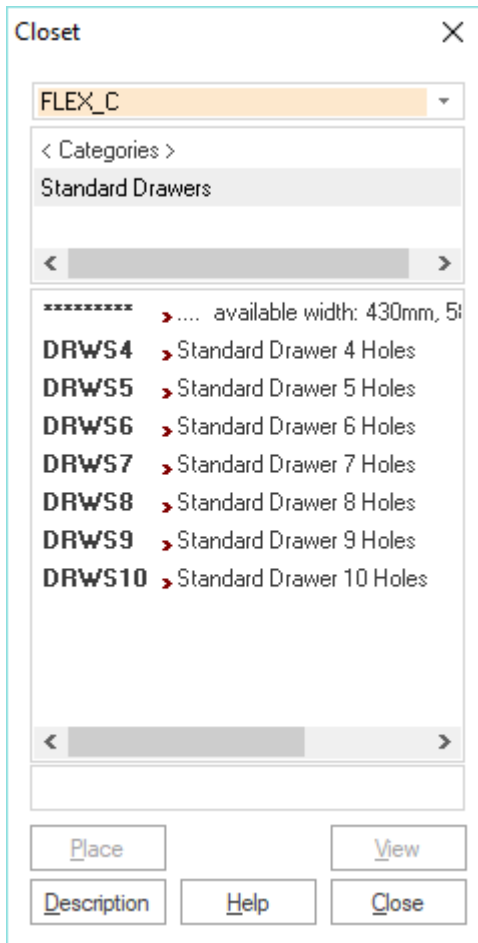 Closet
FLEX_C
< Categories >
Standard Drawers
********* .... available width: 430mm,
DRWS4 Standard Drawer 4 Holes
DRWS5 Standard Drawer 5 Holes
DRWS6 Standard Drawer 6 Holes
DRWS7 Standard Drawer 7 Holes
DRWS8 Standard Drawer 8 Holes
DRWS9 Standard Drawer 9 Holes
DRWS10 Standard Drawer 10 Holes
Place View
Description Help Close